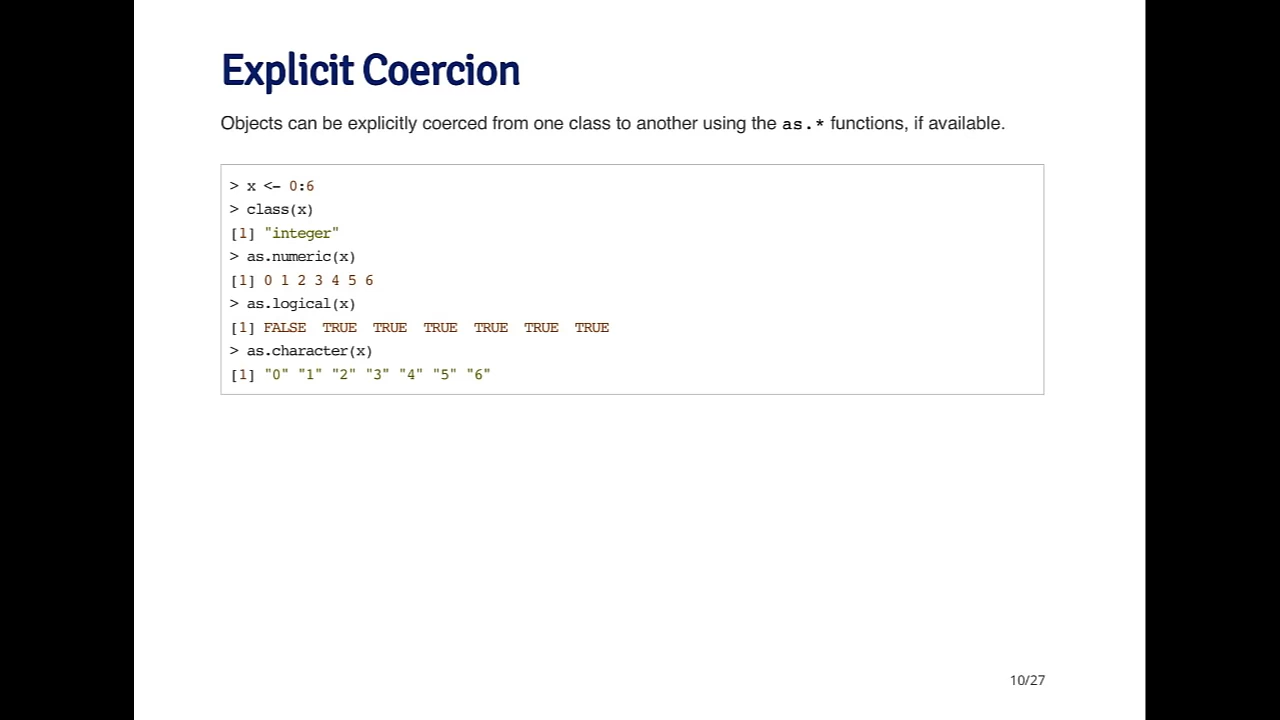 Explicit Coercion
Objects can be explicitly coerced from one class to another using the as.* functions, if available.
> x <- 0:6
> class(x)
[1] "integer"
> as.numeric(x)
[1] 0 1 2 3 4 5 6
> as.logical(x)
[1] FALSE  TRUE  TRUE  TRUE  TRUE  TRUE  TRUE
> as.character(x)
[1] "0" "1" "2" "3" "4" "5" "6"
10/27